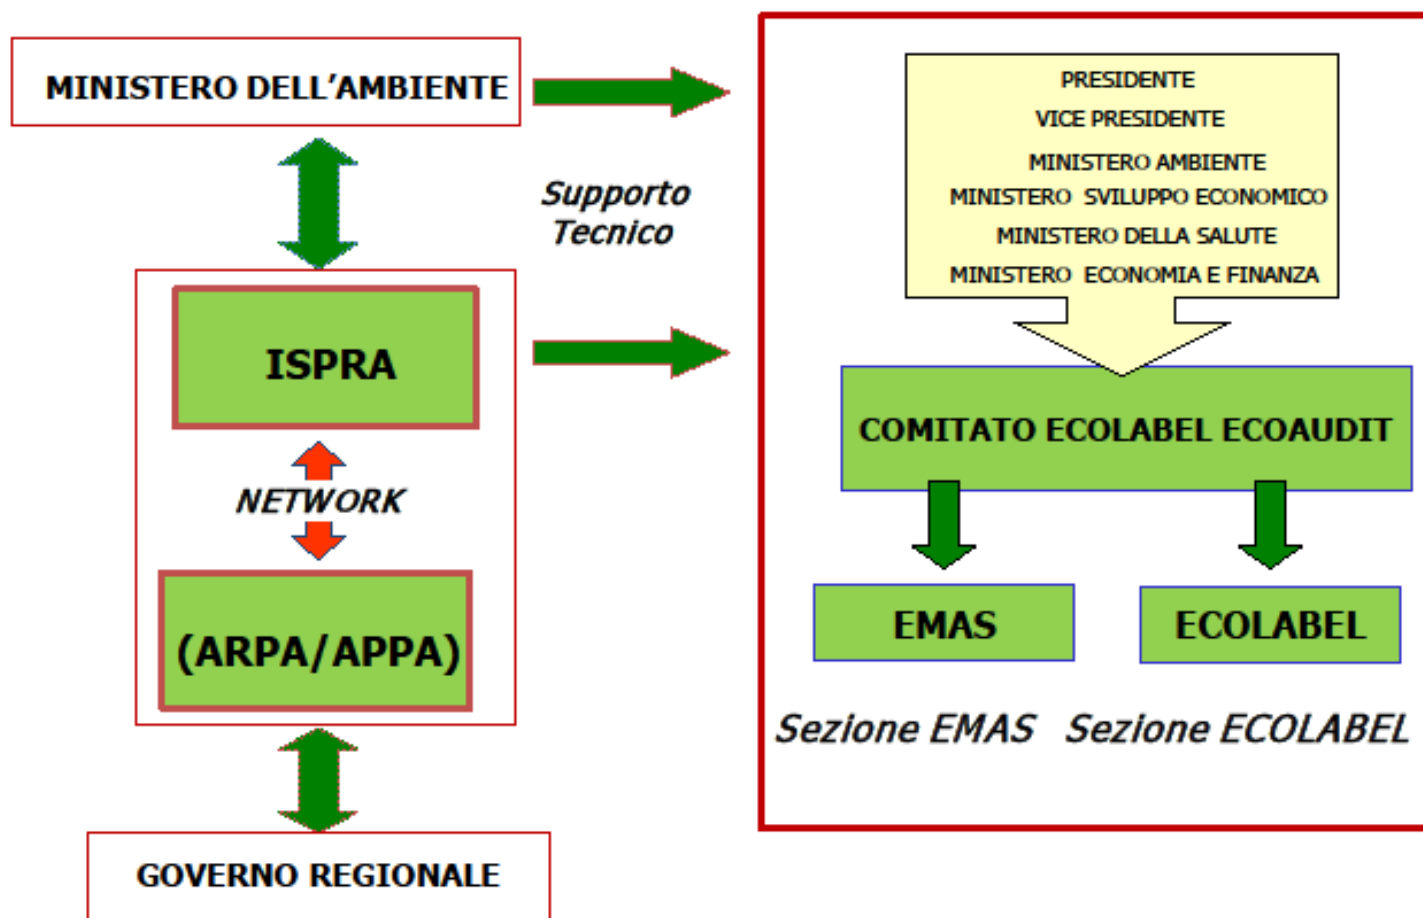 MINISTERO DELL'AMBIENTE
Supporto
Tecnico
ISPRA
NETWORK
(ARPA/APPA)
GOVERNO REGIONALE
PRESIDENTE
VICE PRESIDENTE
MINISTERO AMBIENTE
MINISTERO SVILUPPO ECONOMICO
MINISTERO DELLA SALUTE
MINISTERO ECONOMIA E FINANZA
COMITATO ECOLABEL ECOAUDIT
EMAS
ECOLABEL
Sezione EMAS
Sezione ECOLABEL